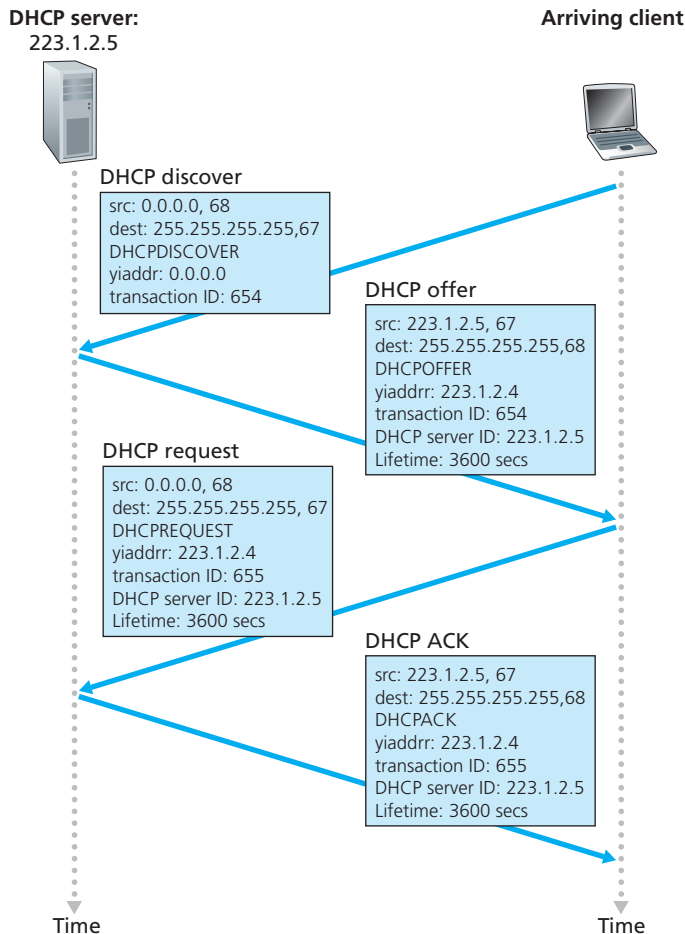 DHCP server:
223.1.2.5
Arriving client
DHCP discover
src: 0.0.0.0, 68
dest: 255.255.255.255,67
DHCPDISCOVER
yiaddr: 0.0.0.0
transaction ID: 654
DHCP offer
src: 223.1.2.5, 67
dest: 255.255.255.255,68
DHCPOFFER
yiaddrr: 223.1.2.4
transaction ID: 654
DHCP server ID: 223.1.2.5
Lifetime: 3600 secs
DHCP request
src: 0.0.0.0, 68
dest: 255.255.255.255, 67
DHCPREQUEST
yiaddrr: 223.1.2.4
transaction ID: 655
DHCP server ID: 223.1.2.5
Lifetime: 3600 secs
DHCP ACK
src: 223.1.2.5, 67
dest: 255.255.255.255,68
DHCPACK
yiaddr: 223.1.2.4
transaction ID: 655
DHCP server ID: 223.1.2.5
Lifetime: 3600 secs
Time
Time